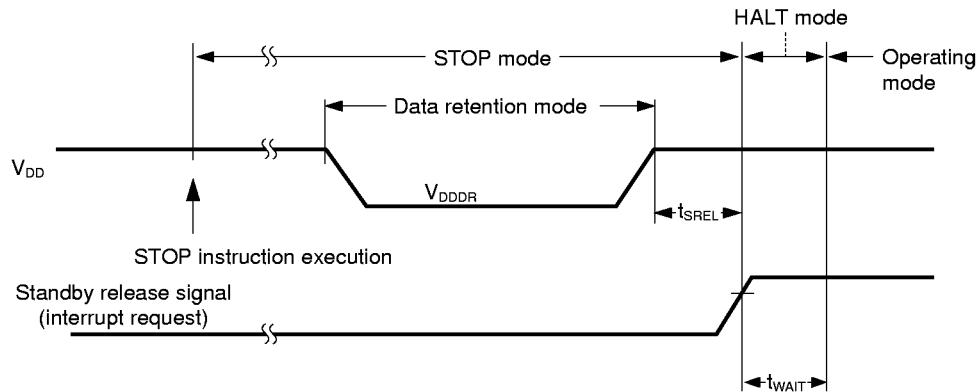 HALT mode
STOP mode
Operating
mode
Data retention mode
VDD
VDDDR
tSREL
STOP instruction execution
Standby release signal
(interrupt request)
tWAIT